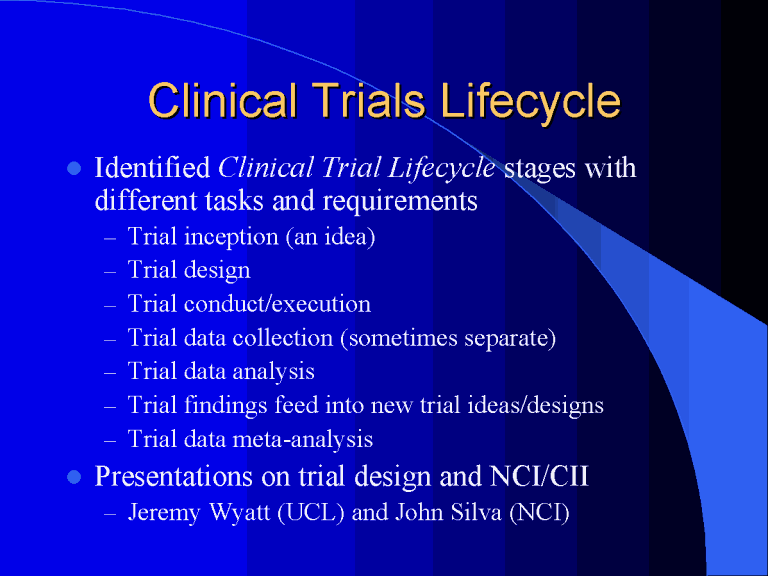 Clinical Trials Lifecycle
● Identified Clinical Trial Lifecycle stages with
different tasks and requirements
– Trial inception (an idea)
– Trial design
– Trial conduct/execution
– Trial data collection (sometimes separate)
– Trial data analysis
– Trial findings feed into new trial ideas/designs
– Trial data meta-analysis
● Presentations on trial design and NCI/CII
– Jeremy Wyatt (UCL) and John Silva (NCI)